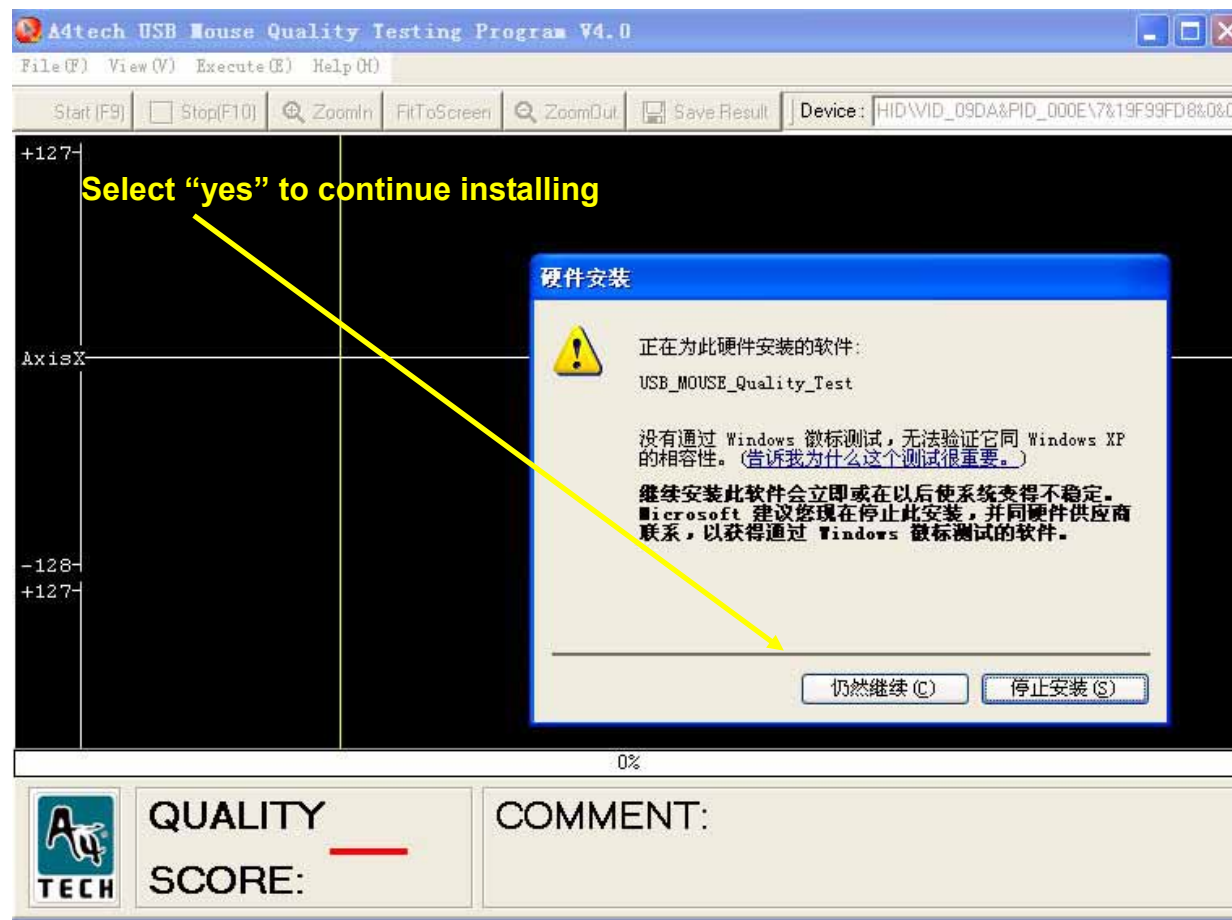 A4tech USB Mouse Quality Testing Program V4.0
File(F) View(V) Execute(E) Help(H)
Start (F9) Stop(F10) ZoomIn FitToScreen ZoomOut Save Result Device : HID\VID_09DA&PID_000E\7&19F99FD8&0&
+127
Select “yes” to continue installing
硬件安装
正在为此硬件安装的软件:
USB_MOUSE_Quality_Test
AxisX
没有通过 Windows 徽标测试，无法验证它同 Windows XP
的相容性。(告诉我为什么这个测试很重要。)
继续安装此软件会立即或在以后使系统变得不稳定。
Microsoft 建议您现在停止此安装，并同硬件供应商
联系，以获得通过 Windows 徽标测试的软件。
-128
+127
仍然继续(C) 停止安装(S)
0%
A4 TECH
QUALITY
SCORE:
COMMENT: